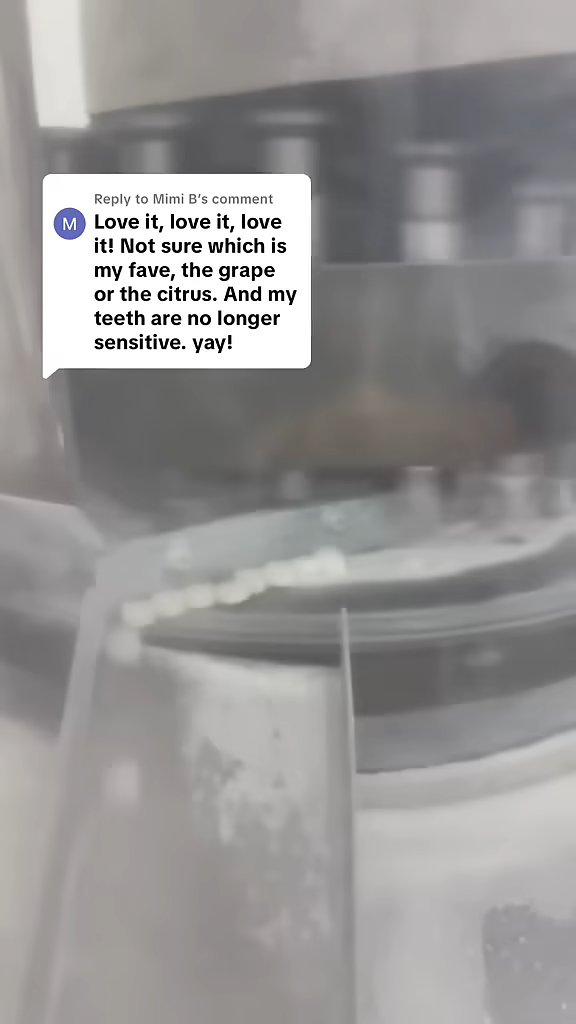 Reply to Mimi B's comment
M
Love it, love it, love
it! Not sure which is
my fave, the grape
or the citrus. And my
teeth are no longer
sensitive. yay!